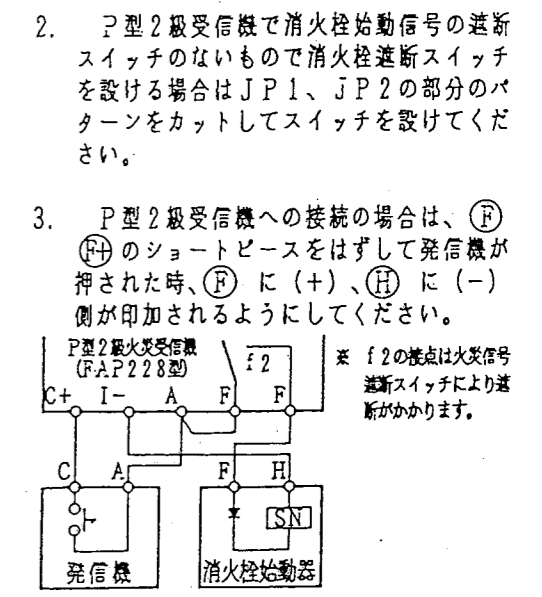 2. P型2級受信機で消火栓始動信号の遮断
スイッチのないもので消火栓遮断スイッチ
を設ける場合はJP1、JP2の部分のパ
ターンをカットしてスイッチを設けてくだ
さい。
3. P型2級受信機への接続の場合は、Ⓕ
(F+)のショートピースをはずして発信機が
押された時、Ⓕ に (+)、Ⓗ に (−)
側が印加されるようにしてください。
P型2級火災受信機
(FAP228型)
f2
※ f2の接点は火災信号
遮断スイッチにより遮
断がかかります。
C+ I- A F F
C A F H
SN
発信機 消火栓始動器